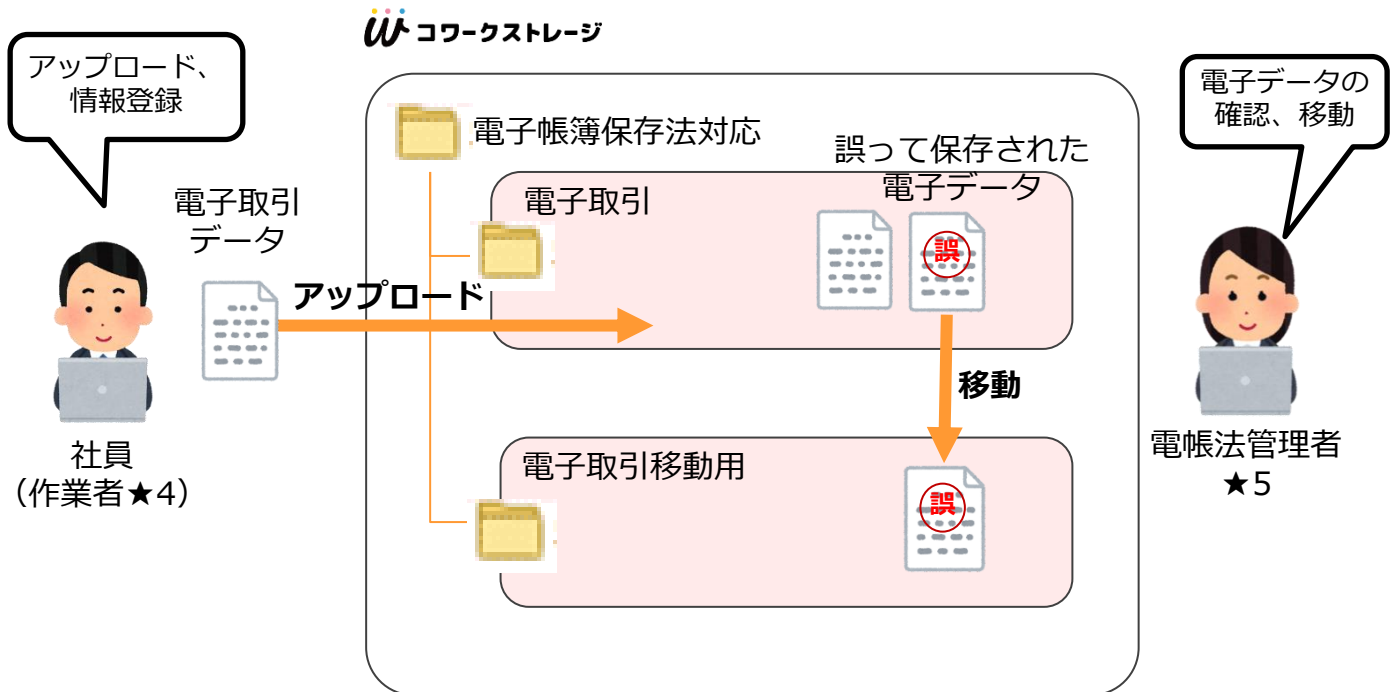 コワークストレージ
アップロード、
情報登録
電子データの
確認、移動
電子帳簿保存法対応
誤って保存された
電子データ
電子取引
電子取引
データ
誤
アップロード
移動
社員
（作業者★4）
電帳法管理者
★5
電子取引移動用
誤